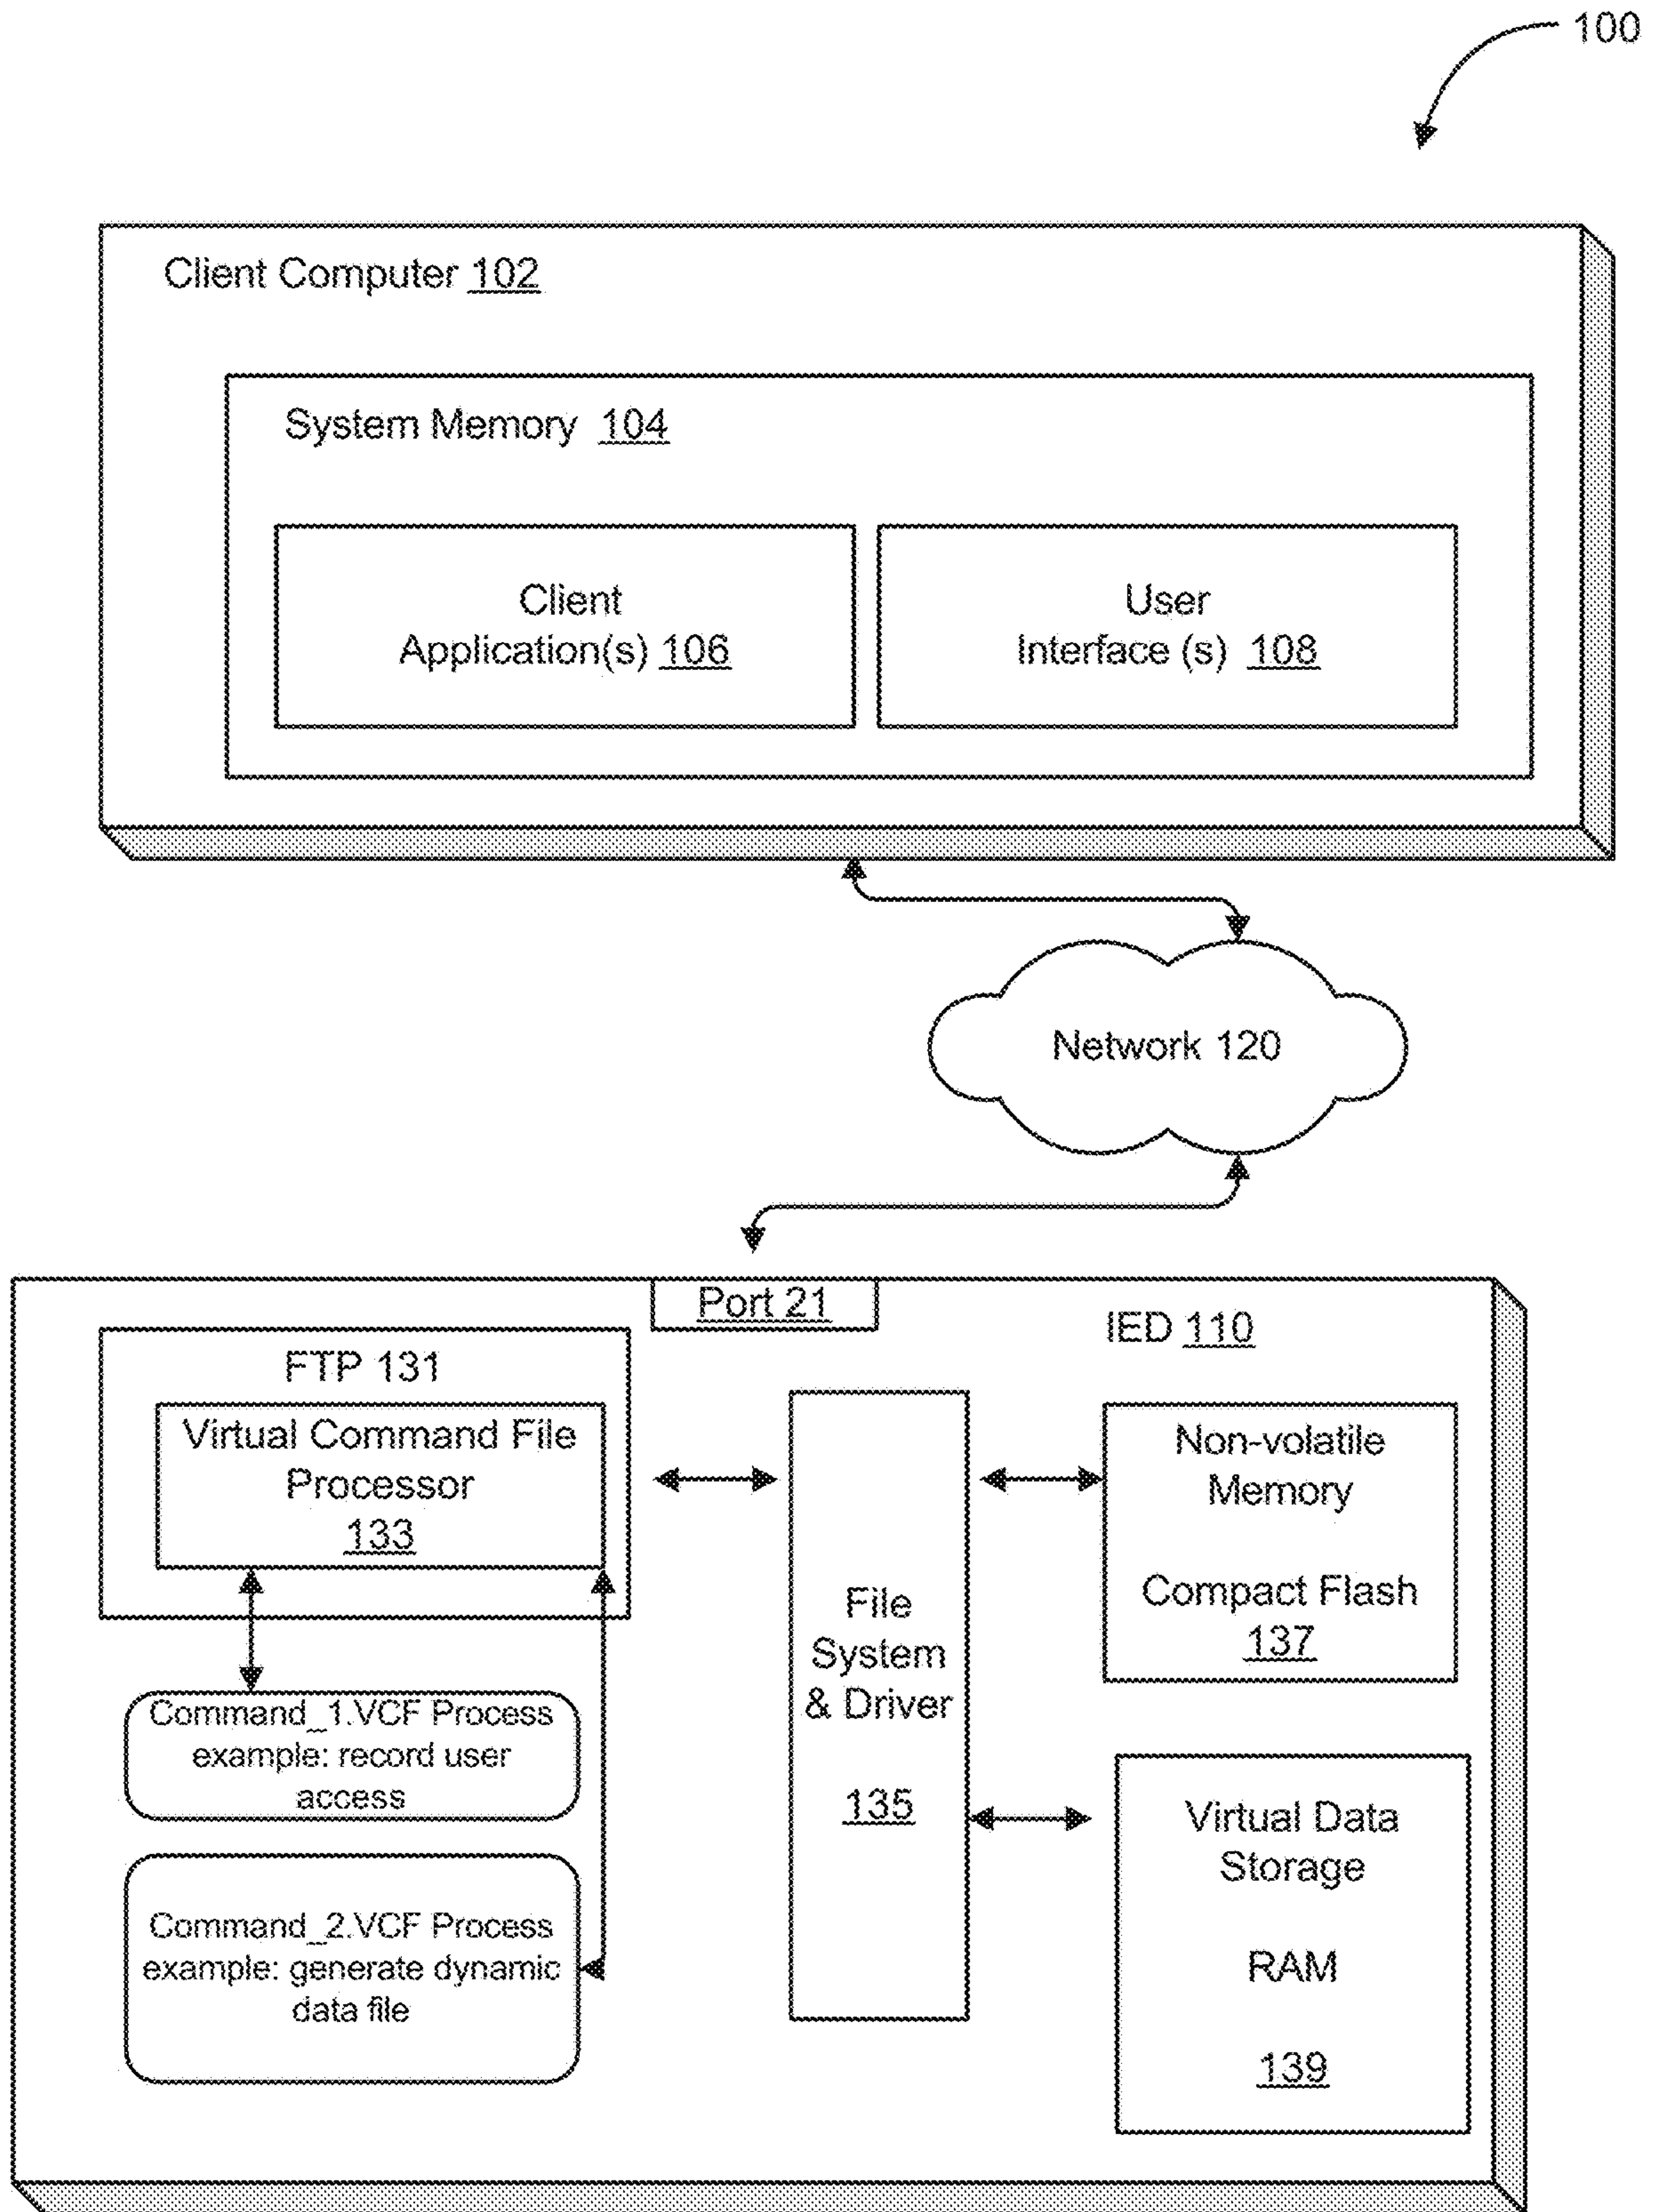 100
Client Computer 102
System Memory 104
Client
Application(s) 106
User
Interface (s) 108
Network 120
Port 21
IED 110
FTP 131
Virtual Command File
Processor
133
Command_1.VCF Process
example: record user
access
Command_2.VCF Process
example: generate dynamic
data file
File
System
& Driver
135
Non-volatile
Memory
Compact Flash
137
Virtual Data
Storage
RAM
139